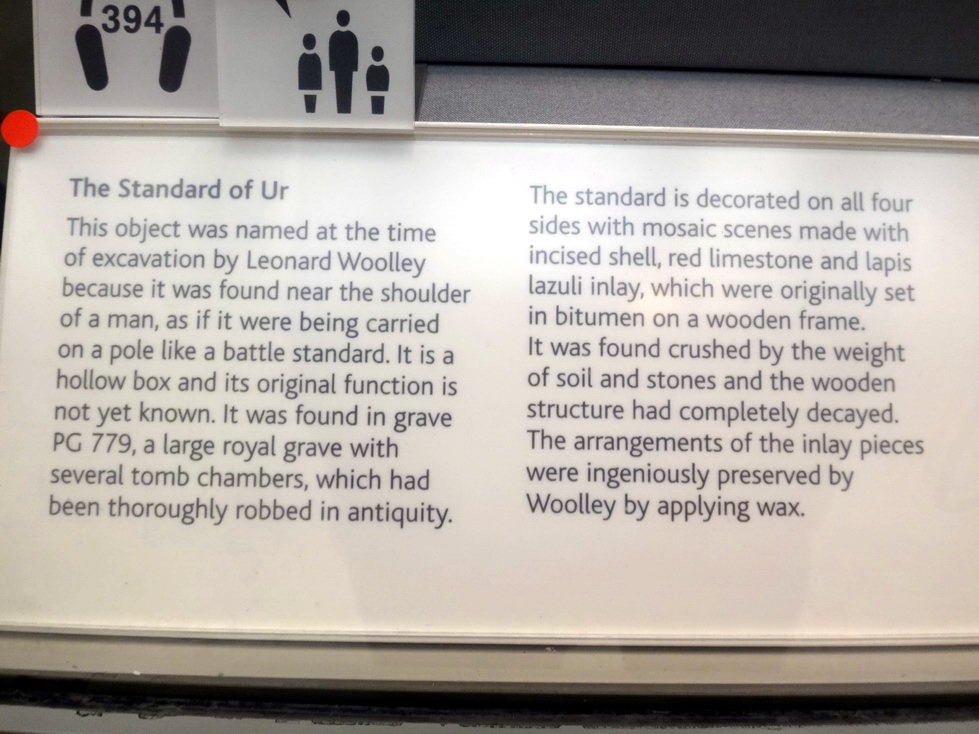 394
The Standard of Ur
This object was named at the time
of excavation by Leonard Woolley
because it was found near the shoulder
of a man, as if it were being carried
on a pole like a battle standard. It is a
hollow box and its original function is
not yet known. It was found in grave
PG 779, a large royal grave with
several tomb chambers, which had
been thoroughly robbed in antiquity.
The standard is decorated on all four
sides with mosaic scenes made with
incised shell, red limestone and lapis
lazuli inlay, which were originally set
in bitumen on a wooden frame.
It was found crushed by the weight
of soil and stones and the wooden
structure had completely decayed.
The arrangements of the inlay pieces
were ingeniously preserved by
Woolley by applying wax.